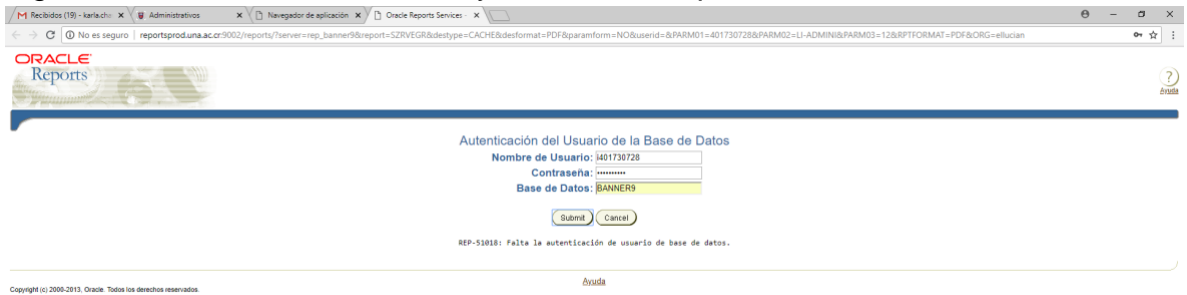 Recibidos (19) - karla.cha
Administrativos
Navegador de aplicación
Oracle Reports Services -
No es seguro | reportsprod.una.ac.cr:9002/reports/?server=rep_banner9&report=SZRVEGR&destype=CACHE&desformat=PDF&paramform=NO&userid=&PARM01=401730728&PARM02=LI-ADMINI&PARM03=12&RPTFORMAT=PDF&ORG=ellucian
ORACLE
Reports
?
Ayuda
Autenticación del Usuario de la Base de Datos
Nombre de Usuario: I401730728
Contraseña: ••••••••••
Base de Datos: BANNER9
Submit Cancel
REP-51018: Falta la autenticación de usuario de base de datos.
Ayuda
Copyright (c) 2000-2013, Oracle. Todos los derechos reservados.